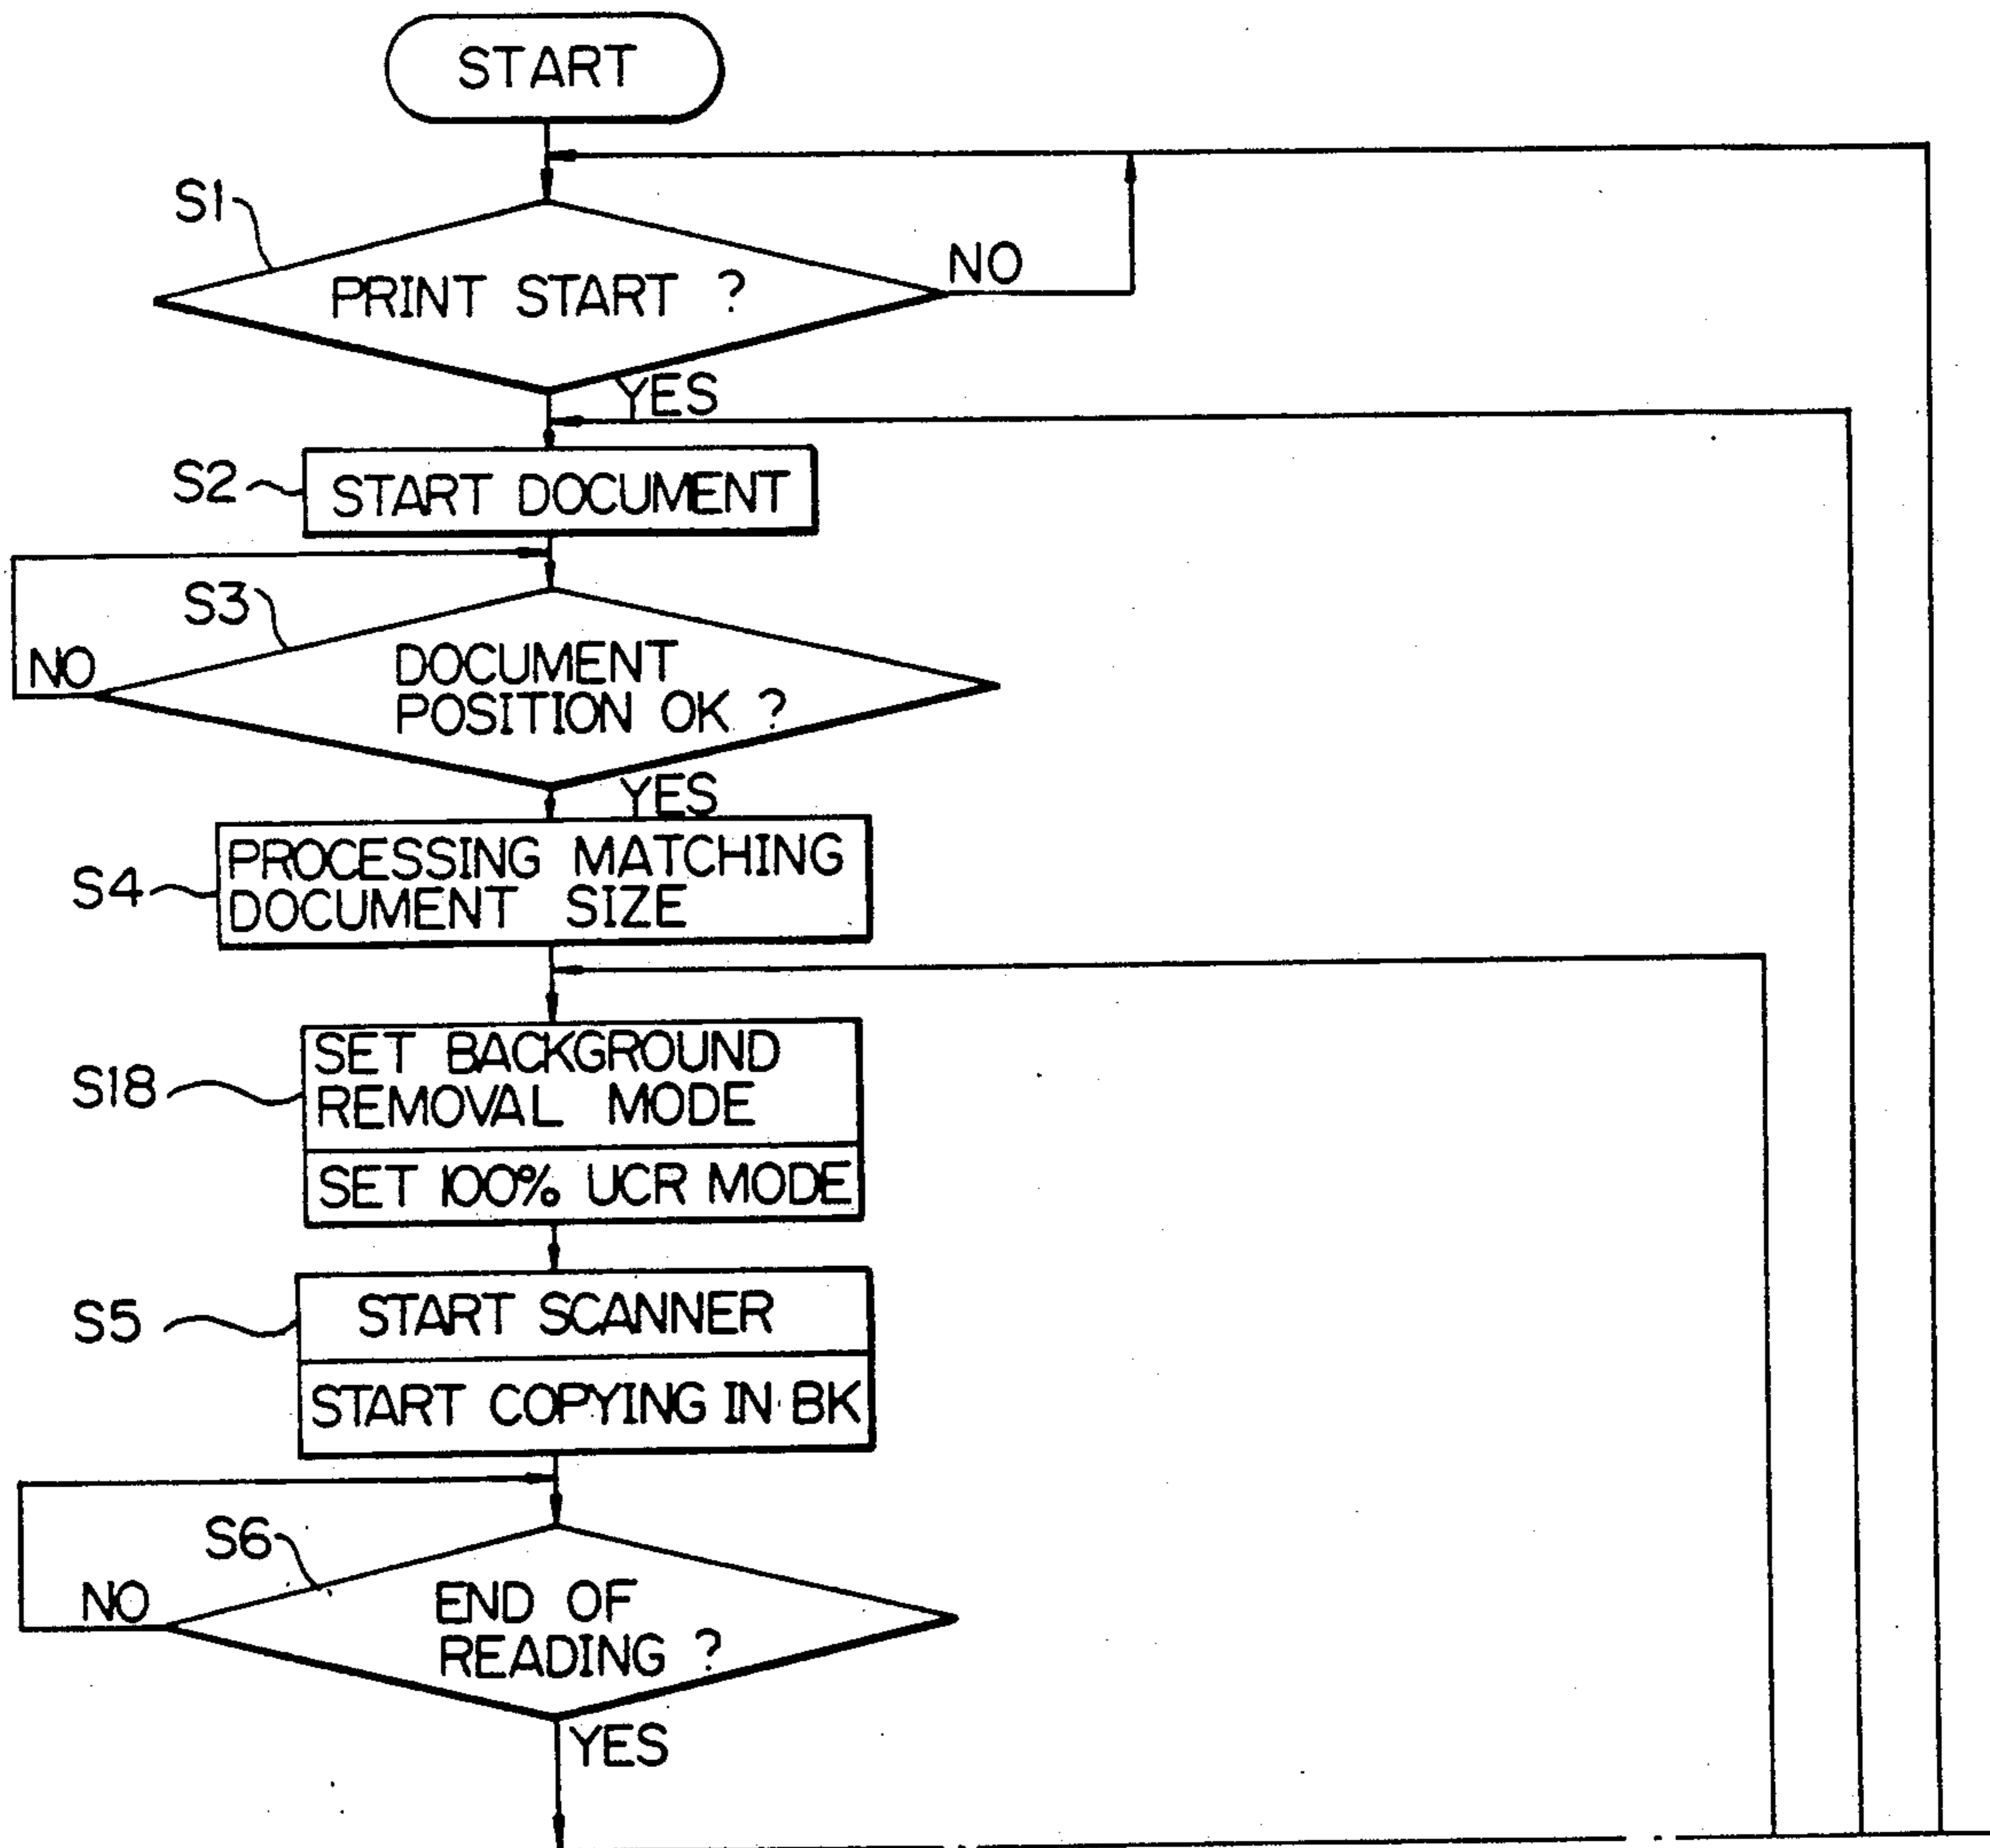 START
S1
PRINT START ?
NO
YES
S2
START DOCUMENT
S3
NO
DOCUMENT
POSITION OK ?
YES
S4
PROCESSING MATCHING
DOCUMENT SIZE
S18
SET BACKGROUND
REMOVAL MODE
SET 100% UCR MODE
S5
START SCANNER
START COPYING IN BK
S6
NO
END OF
READING ?
YES